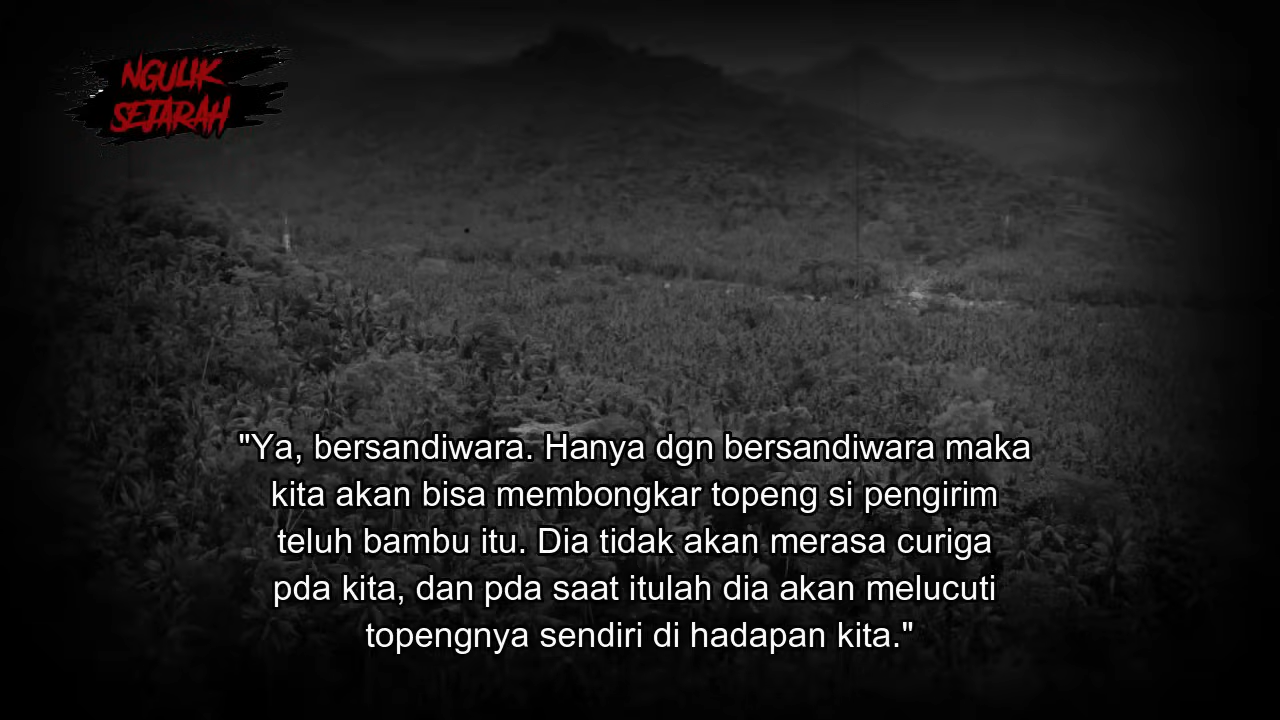 NGULIK
SEJARAH
"Ya, bersandiwara. Hanya dgn bersandiwara maka
kita akan bisa membongkar topeng si pengirim
teluh bambu itu. Dia tidak akan merasa curiga
pda kita, dan pda saat itulah dia akan melucuti
topengnya sendiri di hadapan kita."